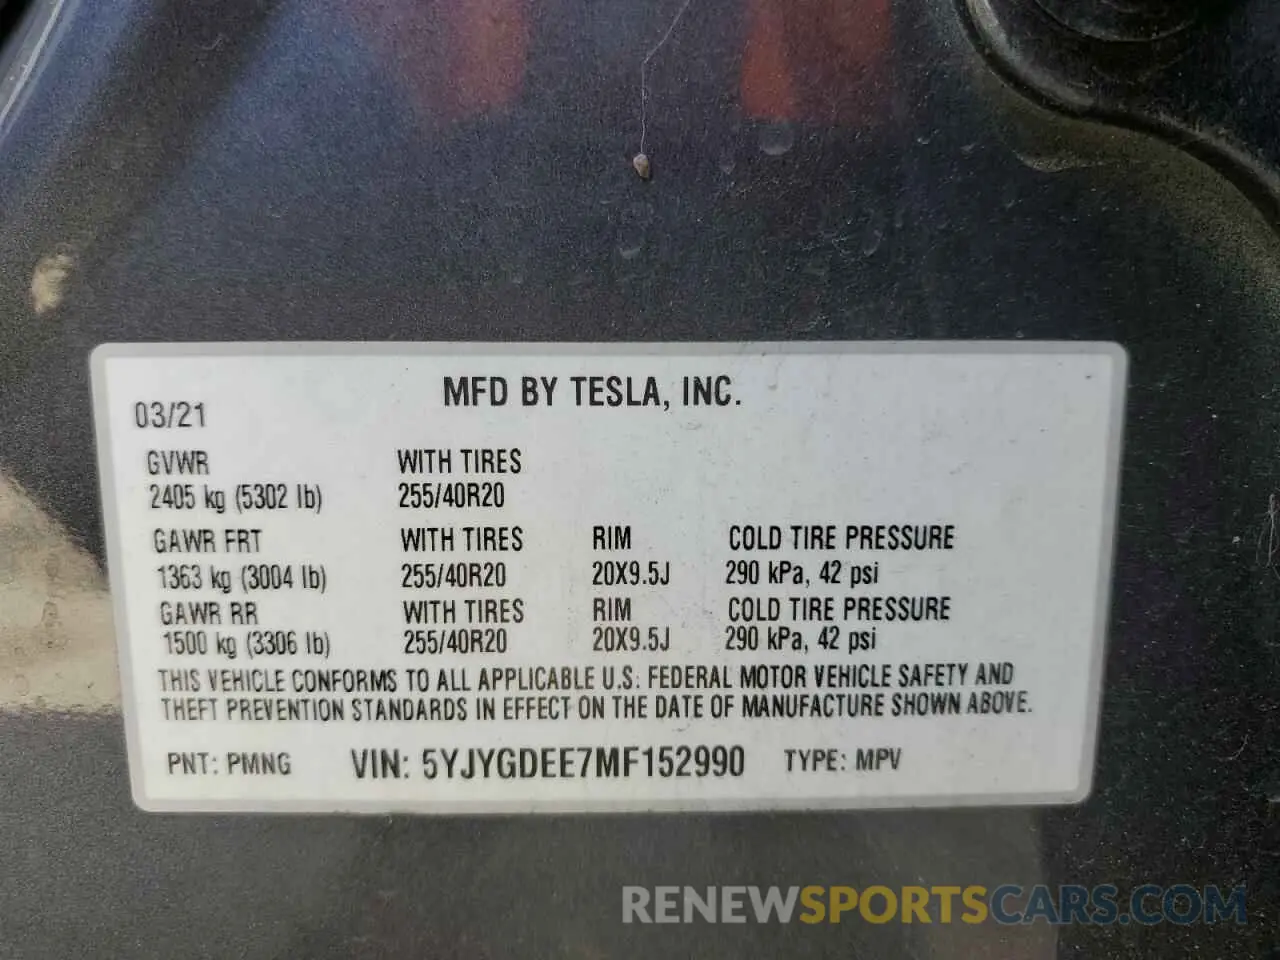 MFD BY TESLA, INC.
03/21
GVWR WITH TIRES
2405 kg (5302 lb) 255/40R20
GAWR FRT WITH TIRES RIM COLD TIRE PRESSURE
1363 kg (3004 lb) 255/40R20 20X9.5J 290 kPa, 42 psi
GAWR RR WITH TIRES RIM COLD TIRE PRESSURE
1500 kg (3306 lb) 255/40R20 20X9.5J 290 kPa, 42 psi
THIS VEHICLE CONFORMS TO ALL APPLICABLE U.S. FEDERAL MOTOR VEHICLE SAFETY AND
THEFT PREVENTION STANDARDS IN EFFECT ON THE DATE OF MANUFACTURE SHOWN ABOVE.
PNT: PMNG VIN: 5YJYGDEE7MF152990 TYPE: MPV
RENEWSPORTSCARS.COM